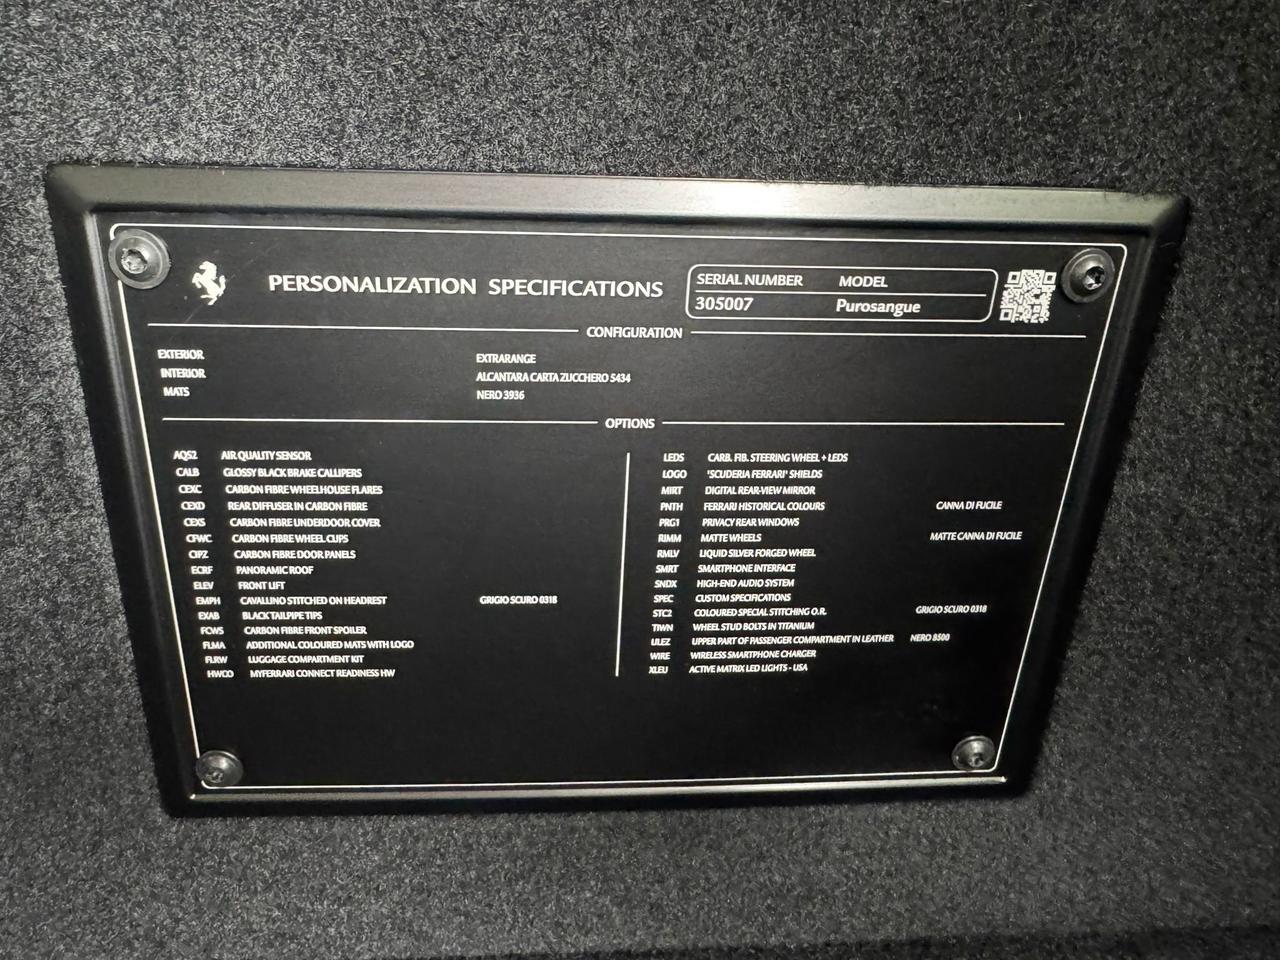 PERSONALIZATION SPECIFICATIONS
SERIAL NUMBER MODEL
305007 Purosangue
CONFIGURATION
EXTERIOR EXTRARANGE
INTERIOR ALCANTARA CARTA ZUCCHERO 5434
MATS NERO 3936
OPTIONS
AQS2 AIR QUALITY SENSOR
CALB GLOSSY BLACK BRAKE CALLIPERS
CEXC CARBON FIBRE WHEELHOUSE FLARES
CEXD REAR DIFFUSER IN CARBON FIBRE
CEXS CARBON FIBRE UNDERDOOR COVER
CFWC CARBON FIBRE WHEEL CUPS
CIPZ CARBON FIBRE DOOR PANELS
ECRF PANORAMIC ROOF
ELEV FRONT LIFT
EMPH CAVALLINO STITCHED ON HEADREST GRIGIO SCURO 0318
EXAB BLACK TAILPIPE TIPS
FCWS CARBON FIBRE FRONT SPOILER
FLMA ADDITIONAL COLOURED MATS WITH LOGO
FLRW LUGGAGE COMPARTMENT KIT
HWCO MYFERRARI CONNECT READINESS HW
LEDS CARB. FIB. STEERING WHEEL + LEDS
LOGO 'SCUDERIA FERRARI' SHIELDS
MIRT DIGITAL REAR-VIEW MIRROR
PNTH FERRARI HISTORICAL COLOURS CANNA DI FUCILE
PRG1 PRIVACY REAR WINDOWS
RIMM MATTE WHEELS MATTE CANNA DI FUCILE
RMLV LIQUID SILVER FORGED WHEEL
SMRT SMARTPHONE INTERFACE
SNDX HIGH-END AUDIO SYSTEM
SPEC CUSTOM SPECIFICATIONS
STC2 COLOURED SPECIAL STITCHING O.R. GRIGIO SCURO 0318
TIWN WHEEL STUD BOLTS IN TITANIUM
ULEZ UPPER PART OF PASSENGER COMPARTMENT IN LEATHER NERO 8500
WIRE WIRELESS SMARTPHONE CHARGER
XLEU ACTIVE MATRIX LED LIGHTS - USA